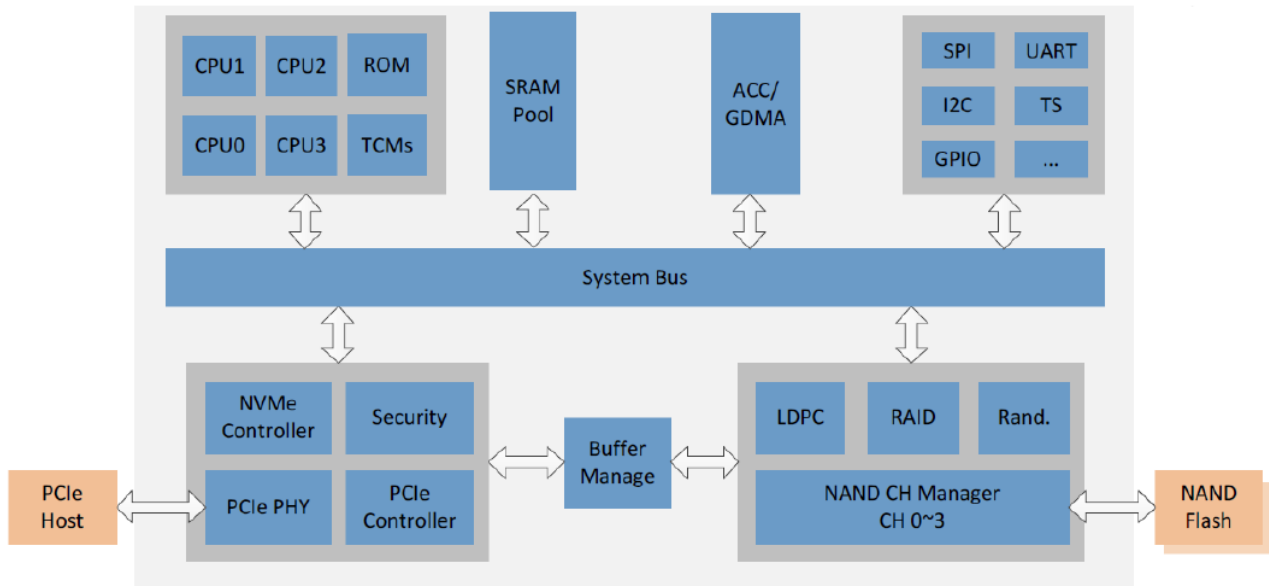 CPU1
CPU2
ROM
CPU0
CPU3
TCMs
SRAM
Pool
ACC/
GDMA
SPI
UART
I2C
TS
GPIO
...
System Bus
NVMe
Controller
Security
PCIe PHY
PCIe
Controller
Buffer
Manage
LDPC
RAID
Rand.
NAND CH Manager
CH 0~3
PCIe
Host
NAND
Flash